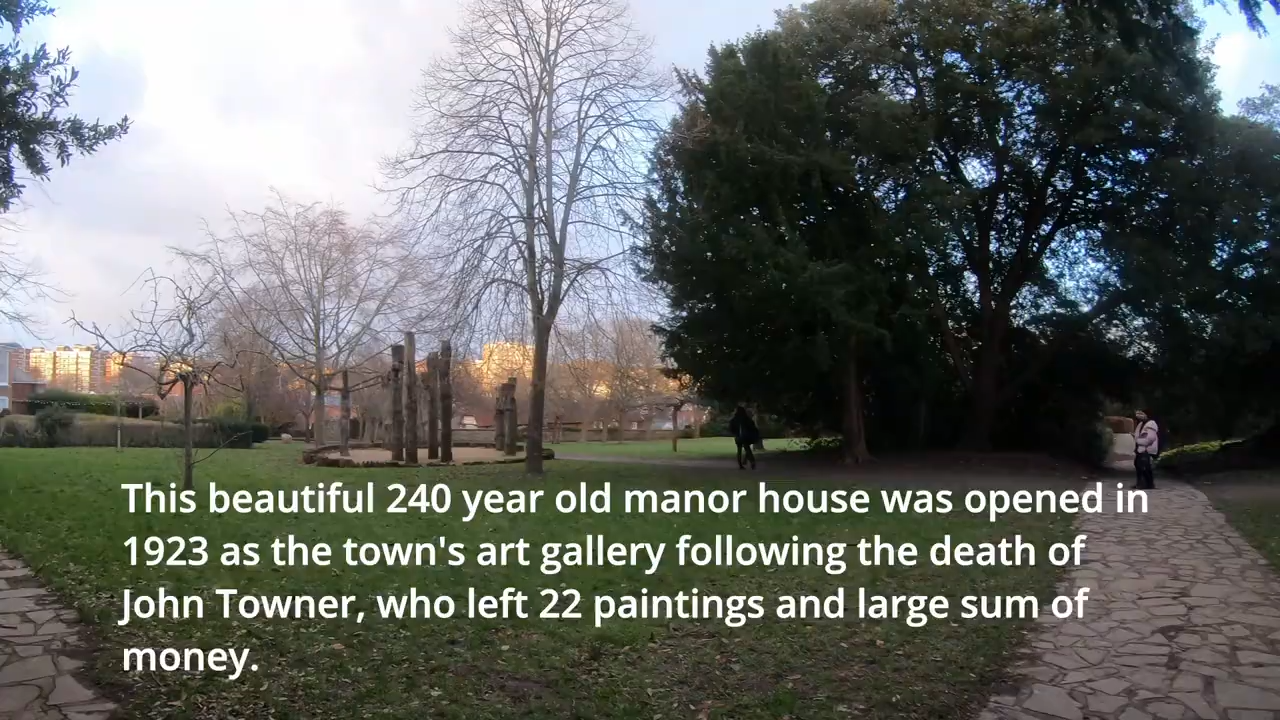 This beautiful 240 year old manor house was opened in
1923 as the town's art gallery following the death of
John Towner, who left 22 paintings and large sum of
money.